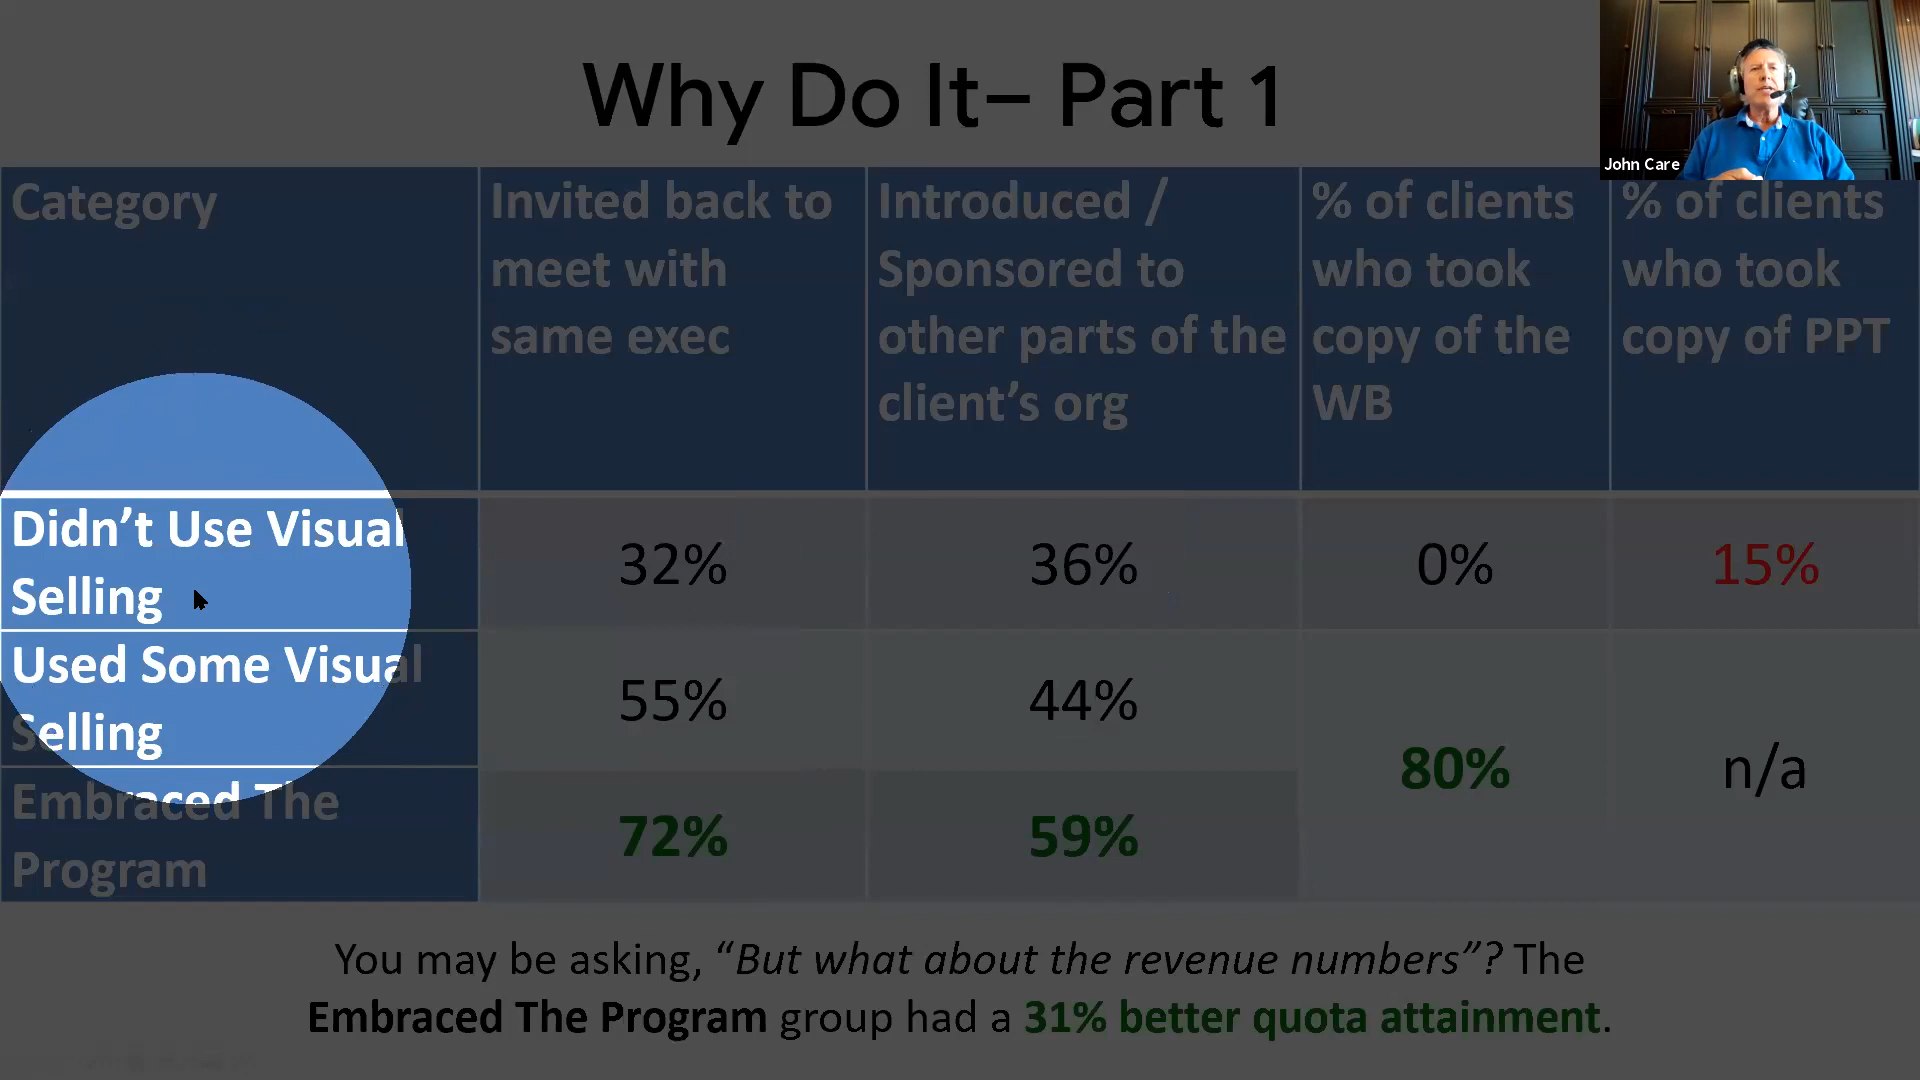 Why Do It– Part 1
John Care
Category
Invited back to
meet with
same exec
Introduced /
Sponsored to
other parts of the
client’s org
% of clients
who took
copy of the
WB
% of clients
who took
copy of PPT
Didn’t Use Visual
Selling
32%
36%
0%
15%
Used Some Visual
Selling
55%
44%
80%
n/a
Embraced The
Program
72%
59%
You may be asking, “But what about the revenue numbers”? The
Embraced The Program group had a 31% better quota attainment.